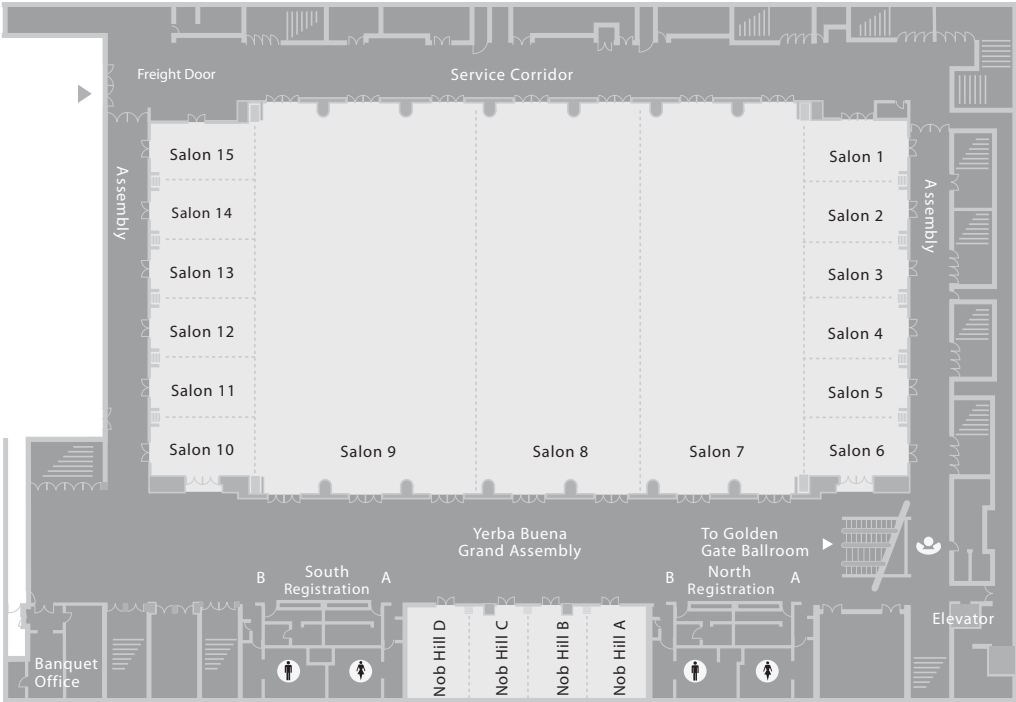 Freight Door
Service Corridor
Assembly
Salon 15
Salon 14
Salon 13
Salon 12
Salon 11
Salon 10
Salon 9
Salon 8
Salon 7
Salon 1
Salon 2
Salon 3
Salon 4
Salon 5
Salon 6
Assembly
Yerba Buena
Grand Assembly
To Golden
Gate Ballroom
B
South
Registration
A
B
North
Registration
A
Elevator
Banquet
Office
Nob Hill D
Nob Hill C
Nob Hill B
Nob Hill A